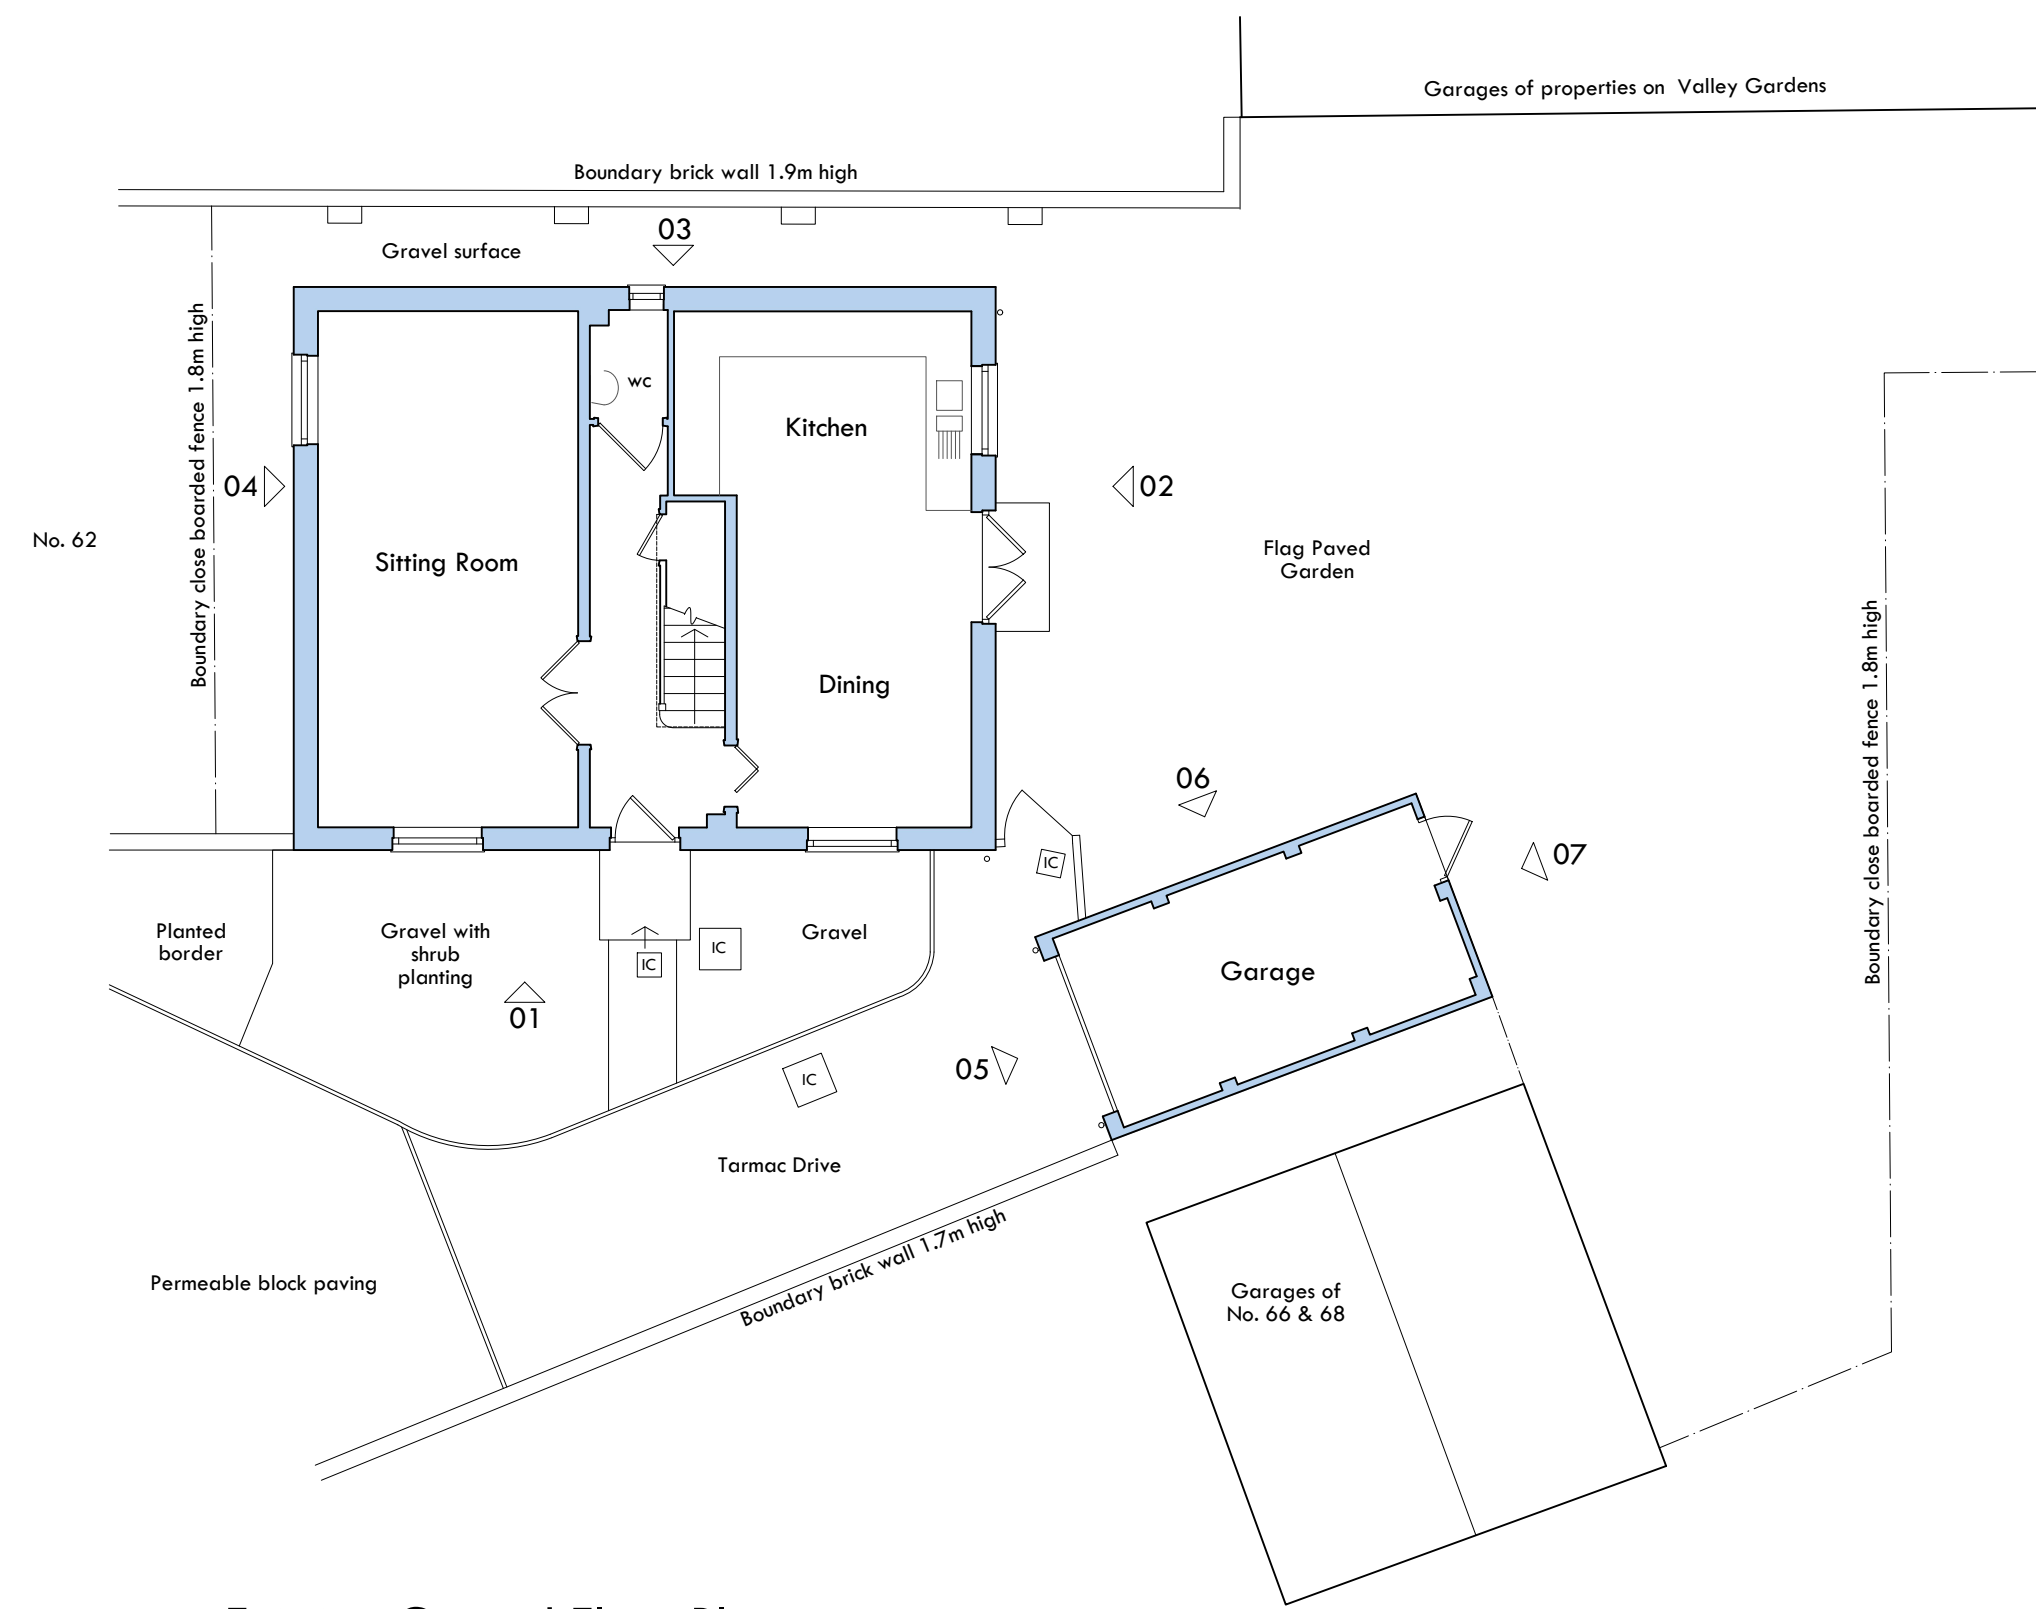 Garages of properties on Valley Gardens
Boundary brick wall 1.9m high
03
Gravel surface
Boundary close boarded fence 1.8m high
wc
Kitchen
04
02
No. 62
Sitting Room
Flag Paved
Garden
Dining
Boundary close boarded fence 1.8m high
06
07
IC
Planted
border
Gravel with
shrub
planting
Gravel
IC
IC
Garage
01
05
IC
Tarmac Drive
Boundary brick wall 1.7m high
Permeable block paving
Garages of
No. 66 & 68